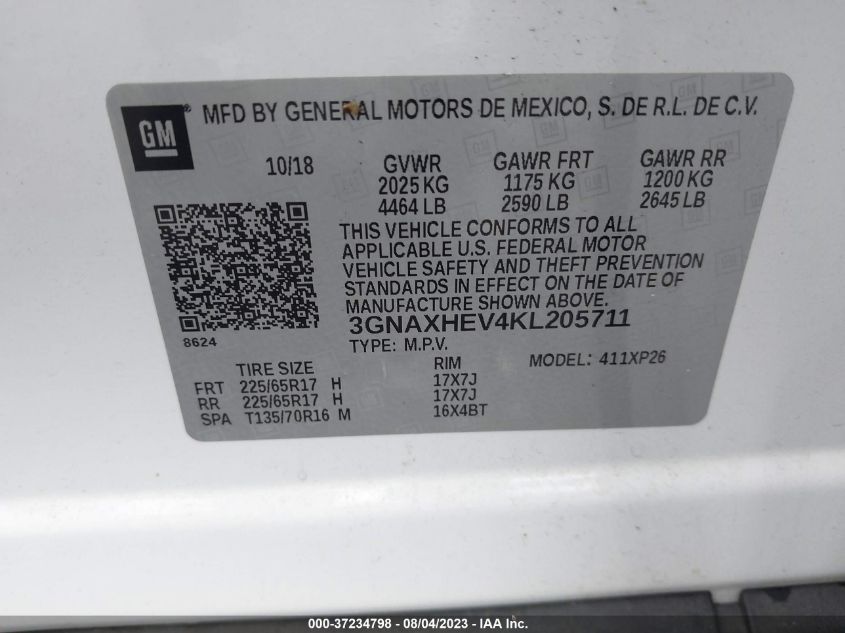 GM ® MFD BY GENERAL MOTORS DE MEXICO, S. DE R.L. DE C.V.
10/18 GVWR GAWR FRT GAWR RR
2025 KG 1175 KG 1200 KG
4464 LB 2590 LB 2645 LB
THIS VEHICLE CONFORMS TO ALL
APPLICABLE U.S. FEDERAL MOTOR
VEHICLE SAFETY AND THEFT PREVENTION
STANDARDS IN EFFECT ON THE DATE OF
MANUFACTURE SHOWN ABOVE.
3GNAXHEV4KL205711
8624
TYPE: M.P.V. MODEL: 411XP26
TIRE SIZE RIM
FRT 225/65R17 H 17X7J
RR 225/65R17 H 17X7J
SPA T135/70R16 M 16X4BT
000-37234798 - 08/04/2023 - IAA Inc.